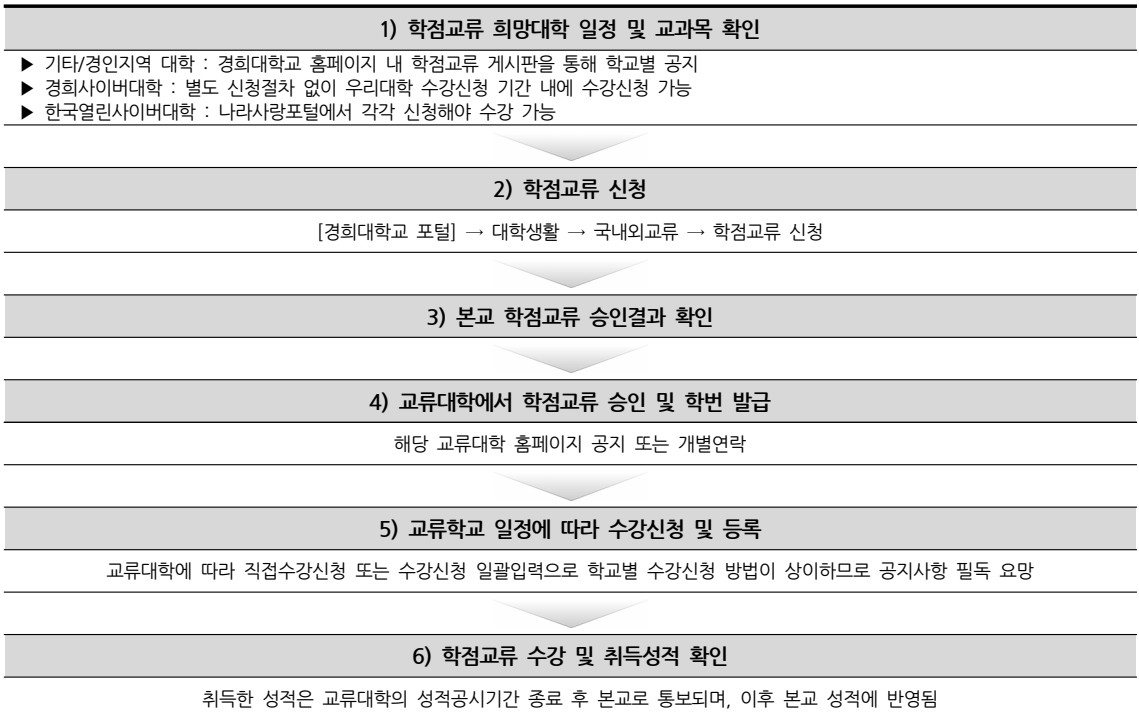 1) 학점교류 희망대학 일정 및 교과목 확인
▶ 기타/경인지역 대학 : 경희대학교 홈페이지 내 학점교류 게시판을 통해 학교별 공지
▶ 경희사이버대학 : 별도 신청절차 없이 우리대학 수강신청 기간 내에 수강신청 가능
▶ 한국열린사이버대학 : 나라사랑포털에서 각각 신청해야 수강 가능
2) 학점교류 신청
[경희대학교 포털] → 대학생활 → 국내외교류 → 학점교류 신청
3) 본교 학점교류 승인결과 확인
4) 교류대학에서 학점교류 승인 및 학번 발급
해당 교류대학 홈페이지 공지 또는 개별연락
5) 교류학교 일정에 따라 수강신청 및 등록
교류대학에 따라 직접수강신청 또는 수강신청 일괄입력으로 학교별 수강신청 방법이 상이하므로 공지사항 필독 요망
6) 학점교류 수강 및 취득성적 확인
취득한 성적은 교류대학의 성적공시기간 종료 후 본교로 통보되며, 이후 본교 성적에 반영됨